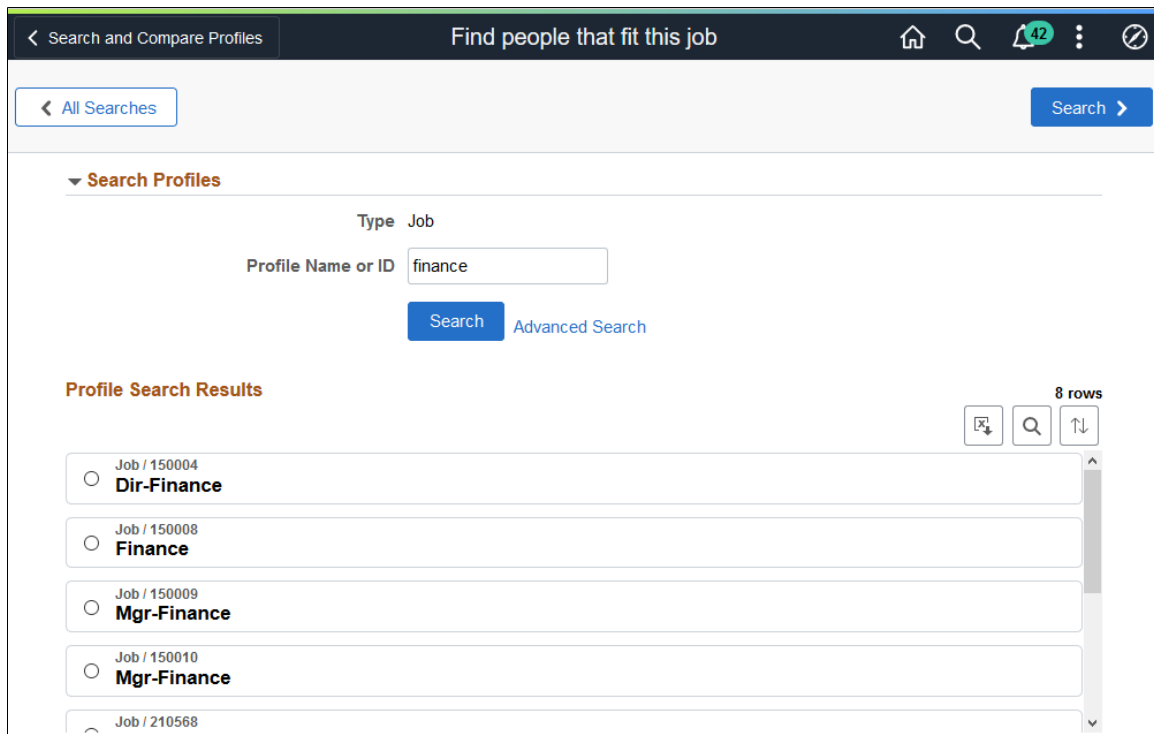 Search and Compare Profiles
Find people that fit this job
42
All Searches
Search
Search Profiles
Type Job
Profile Name or ID finance
Search Advanced Search
Profile Search Results
8 rows
Job / 150004
Dir-Finance
Job / 150008
Finance
Job / 150009
Mgr-Finance
Job / 150010
Mgr-Finance
Job / 210568